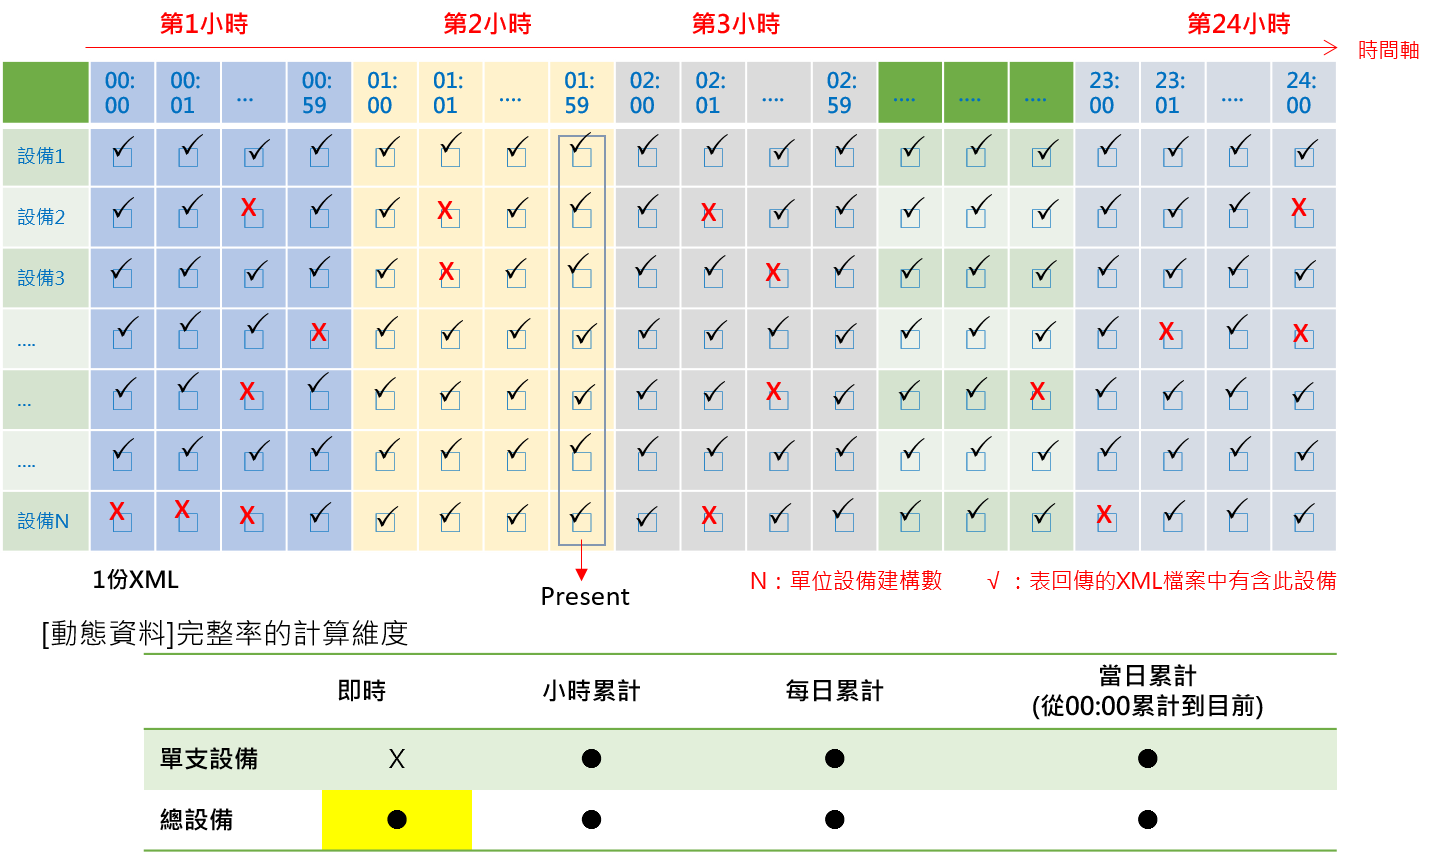 第1小時 第2小時 第3小時 第24小時
時間軸
00:00 00:01 ... 00:59 01:00 01:01 .... 01:59 02:00 02:01 .... 02:59 .... .... .... 23:00 23:01 .... 24:00
設備1 ✓ ✓ ✓ ✓ ✓ ✓ ✓ ✓ ✓ ✓ ✓ ✓ ✓ ✓ ✓ ✓ ✓ ✓ ✓
設備2 ✓ ✓ X ✓ ✓ X ✓ ✓ ✓ X ✓ ✓ ✓ ✓ ✓ ✓ ✓ ✓ X
設備3 ✓ ✓ ✓ ✓ ✓ X ✓ ✓ ✓ ✓ X ✓ ✓ ✓ ✓ ✓ ✓ ✓ ✓
.... ✓ ✓ ✓ X ✓ ✓ ✓ ✓ ✓ ✓ ✓ ✓ ✓ ✓ ✓ ✓ X ✓ X
... ✓ ✓ X ✓ ✓ ✓ ✓ ✓ ✓ ✓ X ✓ ✓ ✓ X ✓ ✓ ✓ ✓
.... ✓ ✓ ✓ ✓ ✓ ✓ ✓ ✓ ✓ ✓ ✓ ✓ ✓ ✓ ✓ ✓ ✓ ✓ ✓
設備N X X X ✓ ✓ ✓ ✓ ✓ ✓ X ✓ ✓ ✓ ✓ ✓ X ✓ ✓ ✓
1份XML
N：單位設備建構數 √ ：表回傳的XML檔案中有含此設備
Present
[動態資料]完整率的計算維度
即時 小時累計 每日累計 當日累計
(從00:00累計到目前)
單支設備 X ● ● ●
總設備 ● ● ● ●